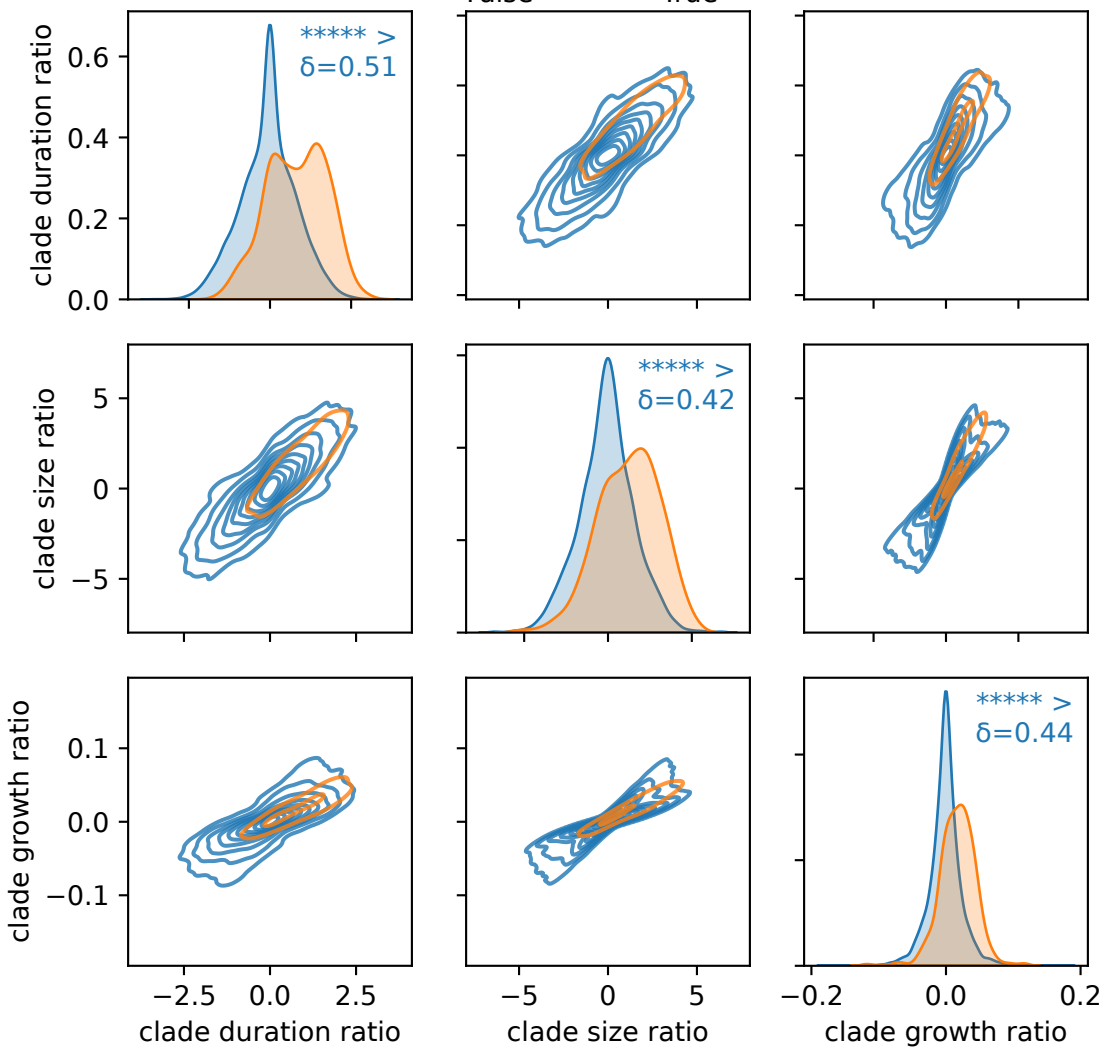 False True
clade duration ratio
0.6
0.4
0.2
0.0
***** >
δ=0.51
clade size ratio
5
0
−5
***** >
δ=0.42
clade growth ratio
0.1
0.0
−0.1
***** >
δ=0.44
−2.5 0.0 2.5
−5 0 5
−0.2 0.0 0.2
clade duration ratio
clade size ratio
clade growth ratio